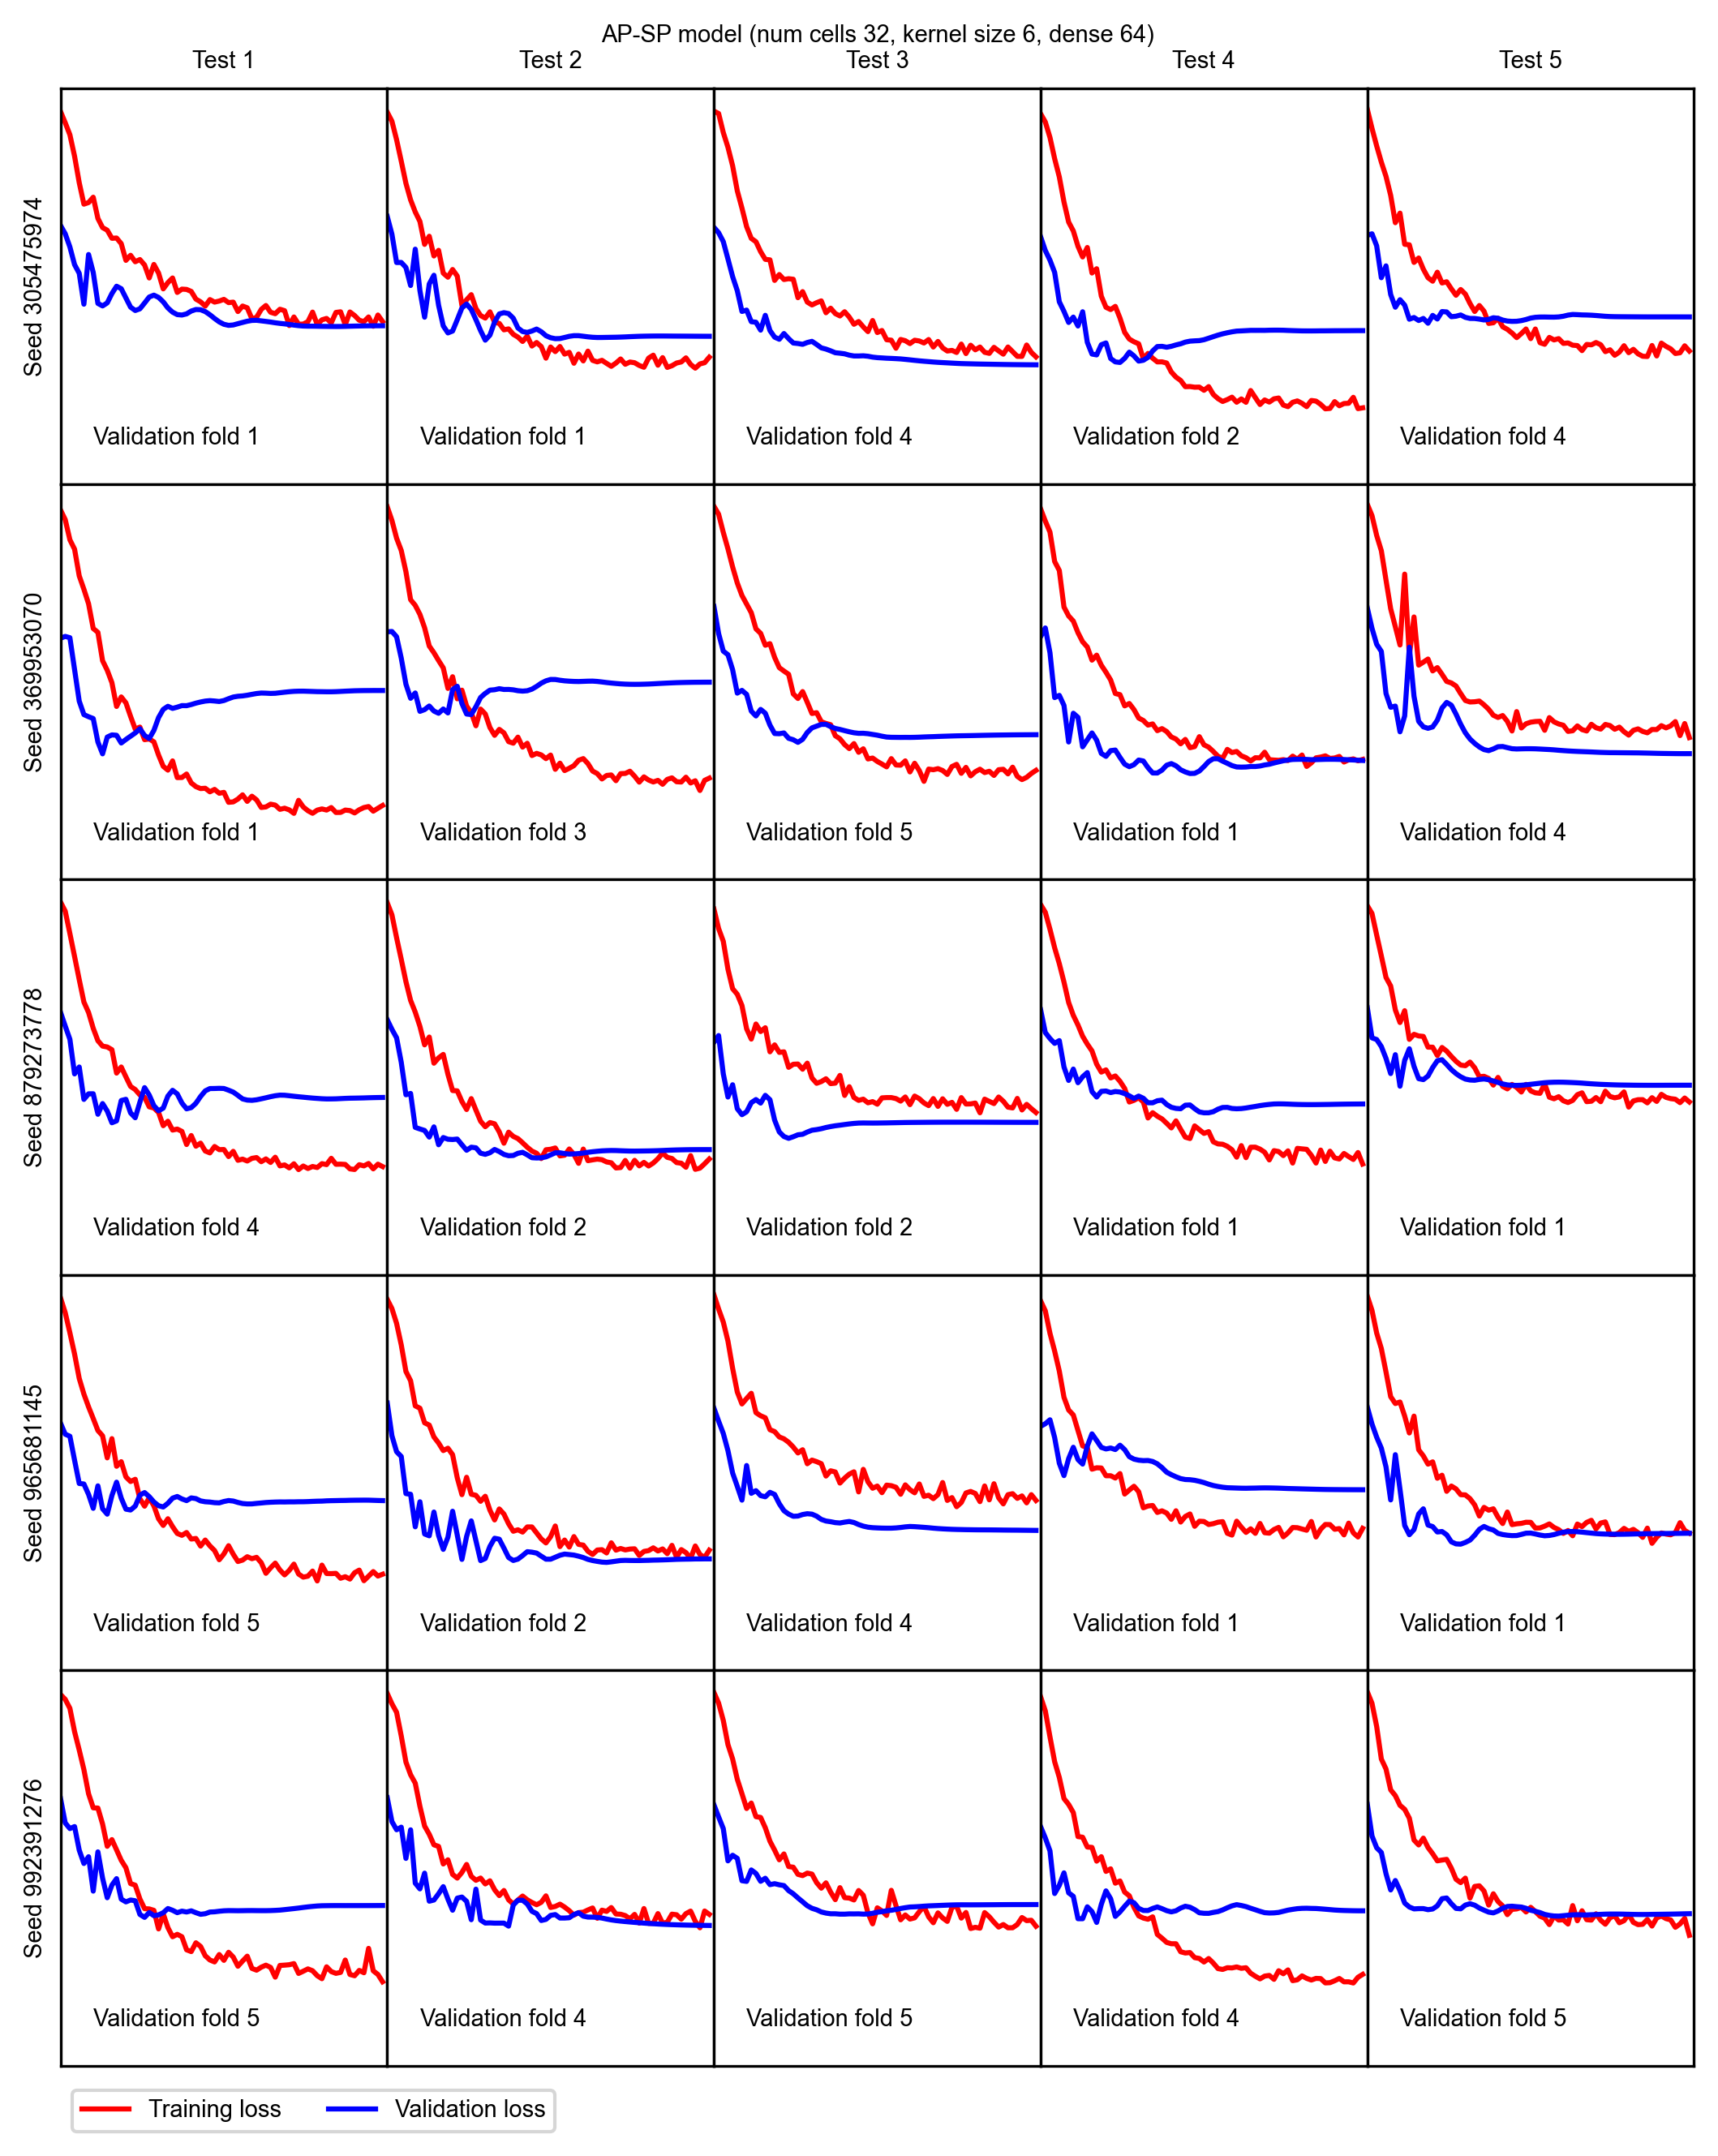 AP-SP model (num cells 32, kernel size 6, dense 64)
Test 1 Test 2 Test 3 Test 4 Test 5
Seed 305475974
Validation fold 1 Validation fold 1 Validation fold 4 Validation fold 2 Validation fold 4
Seed 369953070
Validation fold 1 Validation fold 3 Validation fold 5 Validation fold 1 Validation fold 4
Seed 879273778
Validation fold 4 Validation fold 2 Validation fold 2 Validation fold 1 Validation fold 1
Seed 965681145
Validation fold 5 Validation fold 2 Validation fold 4 Validation fold 1 Validation fold 1
Seed 992391276
Validation fold 5 Validation fold 4 Validation fold 5 Validation fold 4 Validation fold 5
Training loss Validation loss